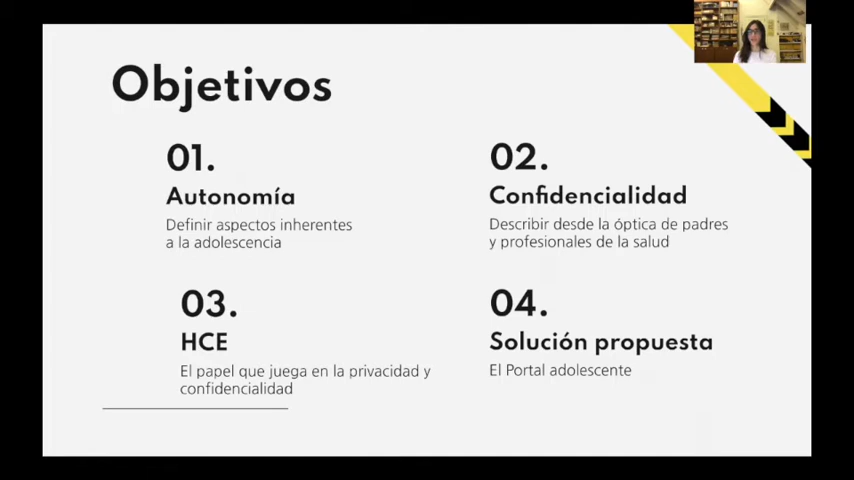 Objetivos
01.
Autonomía
Definir aspectos inherentes
a la adolescencia
02.
Confidencialidad
Describir desde la óptica de padres
y profesionales de la salud
03.
HCE
El papel que juega en la privacidad y
confidencialidad
04.
Solución propuesta
El Portal adolescente